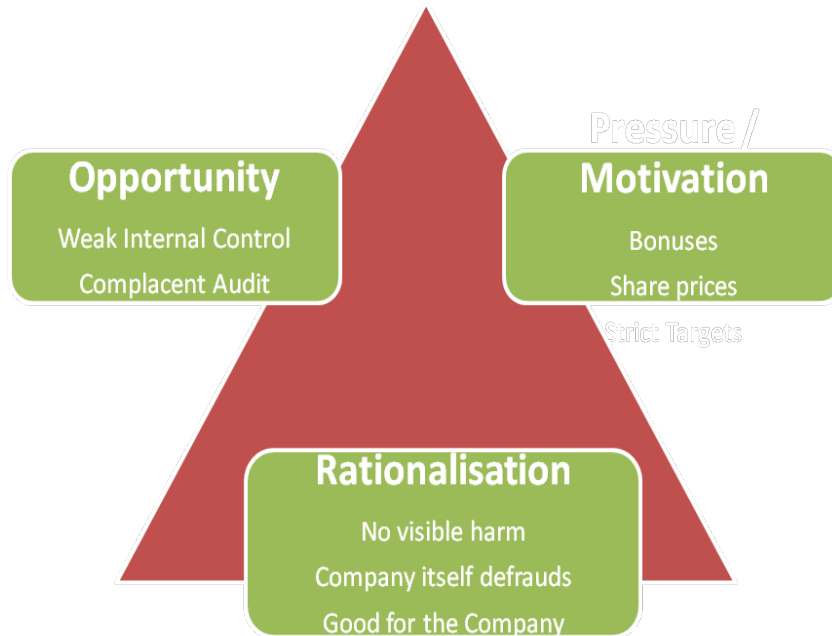 Opportunity
Weak Internal Control
Complacent Audit
Pressure /
Motivation
Bonuses
Share prices
Strict Targets
Rationalisation
No visible harm
Company itself defrauds
Good for the Company